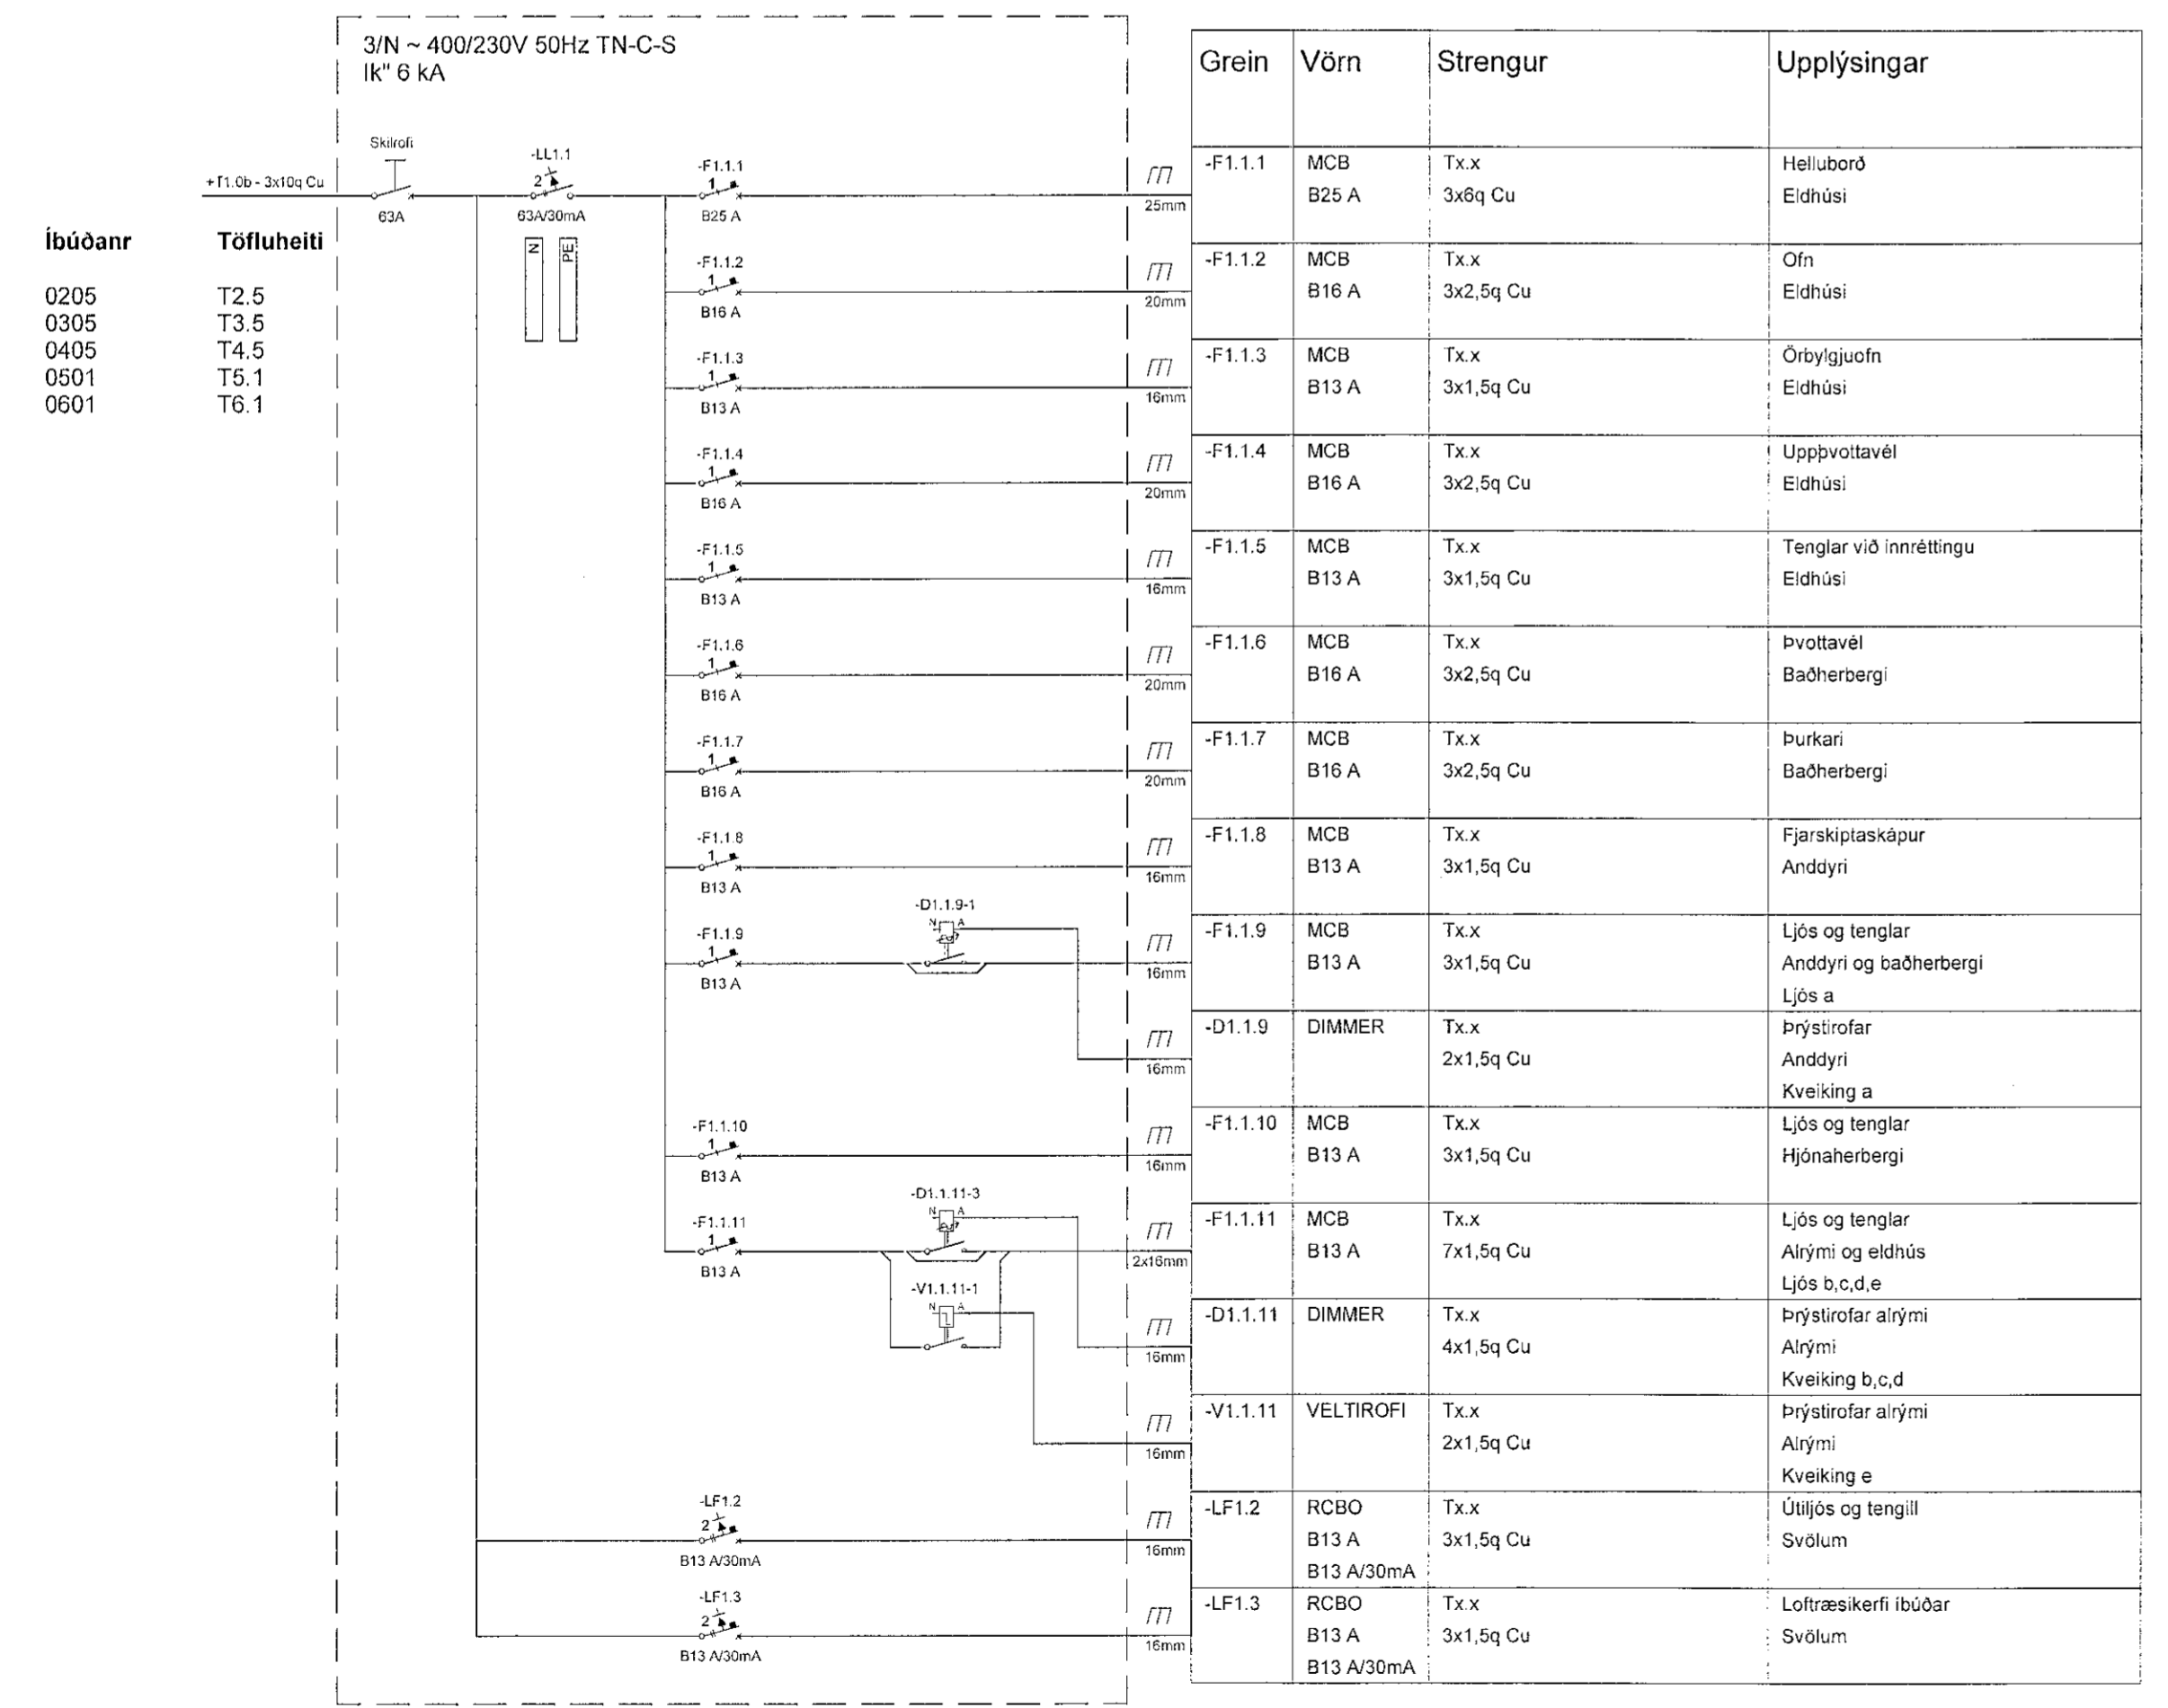 3/N ~ 400/230V 50Hz TN-C-S
Ik" 6 kA
Skilrofi
+T1.0b - 3x10q Cu
63A
-LL1.1
2
63A/30mA
N
PE
Íbúðanr Töfluheiti
0205 T2.5
0305 T3.5
0405 T4.5
0501 T5.1
0601 T6.1
-F1.1.1
1
B25 A
25mm
-F1.1.2
1
B16 A
20mm
-F1.1.3
1
B13 A
16mm
-F1.1.4
1
B16 A
20mm
-F1.1.5
1
B13 A
16mm
-F1.1.6
1
B16 A
20mm
-F1.1.7
1
B16 A
20mm
-F1.1.8
1
B13 A
16mm
-F1.1.9
1
B13 A
-D1.1.9-1
N A
16mm
16mm
-F1.1.10
1
B13 A
16mm
-F1.1.11
1
B13 A
-D1.1.11-3
N A
2x16mm
-V1.1.11-1
N A
16mm
16mm
-LF1.2
2
B13 A/30mA
16mm
-LF1.3
2
B13 A/30mA
16mm
Grein Vörn Strengur Upplýsingar
-F1.1.1 MCB Tx.x Helluborð
B25 A 3x6q Cu Eldhúsi
-F1.1.2 MCB Tx.x Ofn
B16 A 3x2,5q Cu Eldhúsi
-F1.1.3 MCB Tx.x Örbylgjuofn
B13 A 3x1,5q Cu Eldhúsi
-F1.1.4 MCB Tx.x Uppþvottavél
B16 A 3x2,5q Cu Eldhúsi
-F1.1.5 MCB Tx.x Tenglar við innréttingu
B13 A 3x1,5q Cu Eldhúsi
-F1.1.6 MCB Tx.x Þvottavél
B16 A 3x2,5q Cu Baðherbergi
-F1.1.7 MCB Tx.x Þurkari
B16 A 3x2,5q Cu Baðherbergi
-F1.1.8 MCB Tx.x Fjarskiptaskápur
B13 A 3x1,5q Cu Anddyri
-F1.1.9 MCB Tx.x Ljós og tenglar
B13 A 3x1,5q Cu Anddyri og baðherbergi
Ljós a
-D1.1.9 DIMMER Tx.x Þrýstirofar
2x1,5q Cu Anddyri
Kveiking a
-F1.1.10 MCB Tx.x Ljós og tenglar
B13 A 3x1,5q Cu Hjónaherbergi
-F1.1.11 MCB Tx.x Ljós og tenglar
B13 A 7x1,5q Cu Alrými og eldhús
Ljós b,c,d,e
-D1.1.11 DIMMER Tx.x Þrýstirofar alrými
4x1,5q Cu Alrými
Kveiking b,c,d
-V1.1.11 VELTIROFI Tx.x Þrýstirofar alrými
2x1,5q Cu Alrými
Kveiking e
-LF1.2 RCBO Tx.x Útiljós og tengill
B13 A 3x1,5q Cu Svölum
B13 A/30mA
-LF1.3 RCBO Tx.x Loftræsikerfi íbúðar
B13 A 3x1,5q Cu Svölum
B13 A/30mA